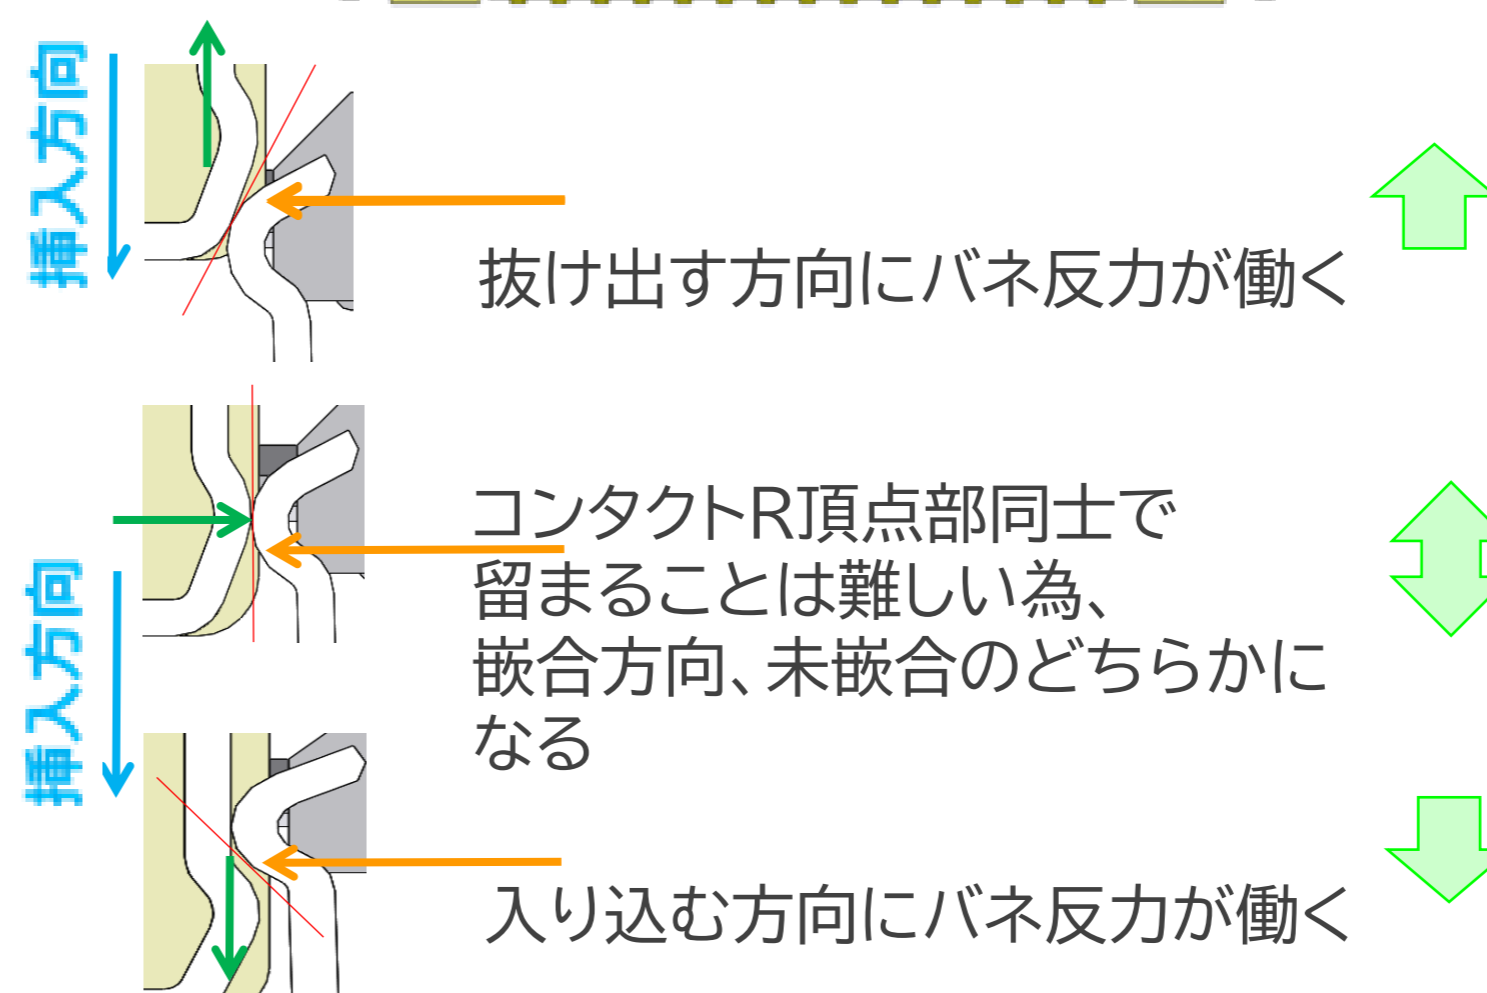 挿入方向
抜け出す方向にバネ反力が働く
コンタクトR頂点部同士で
留まることは難しい為、
嵌合方向、未嵌合のどちらかに
なる
挿入方向
入り込む方向にバネ反力が働く